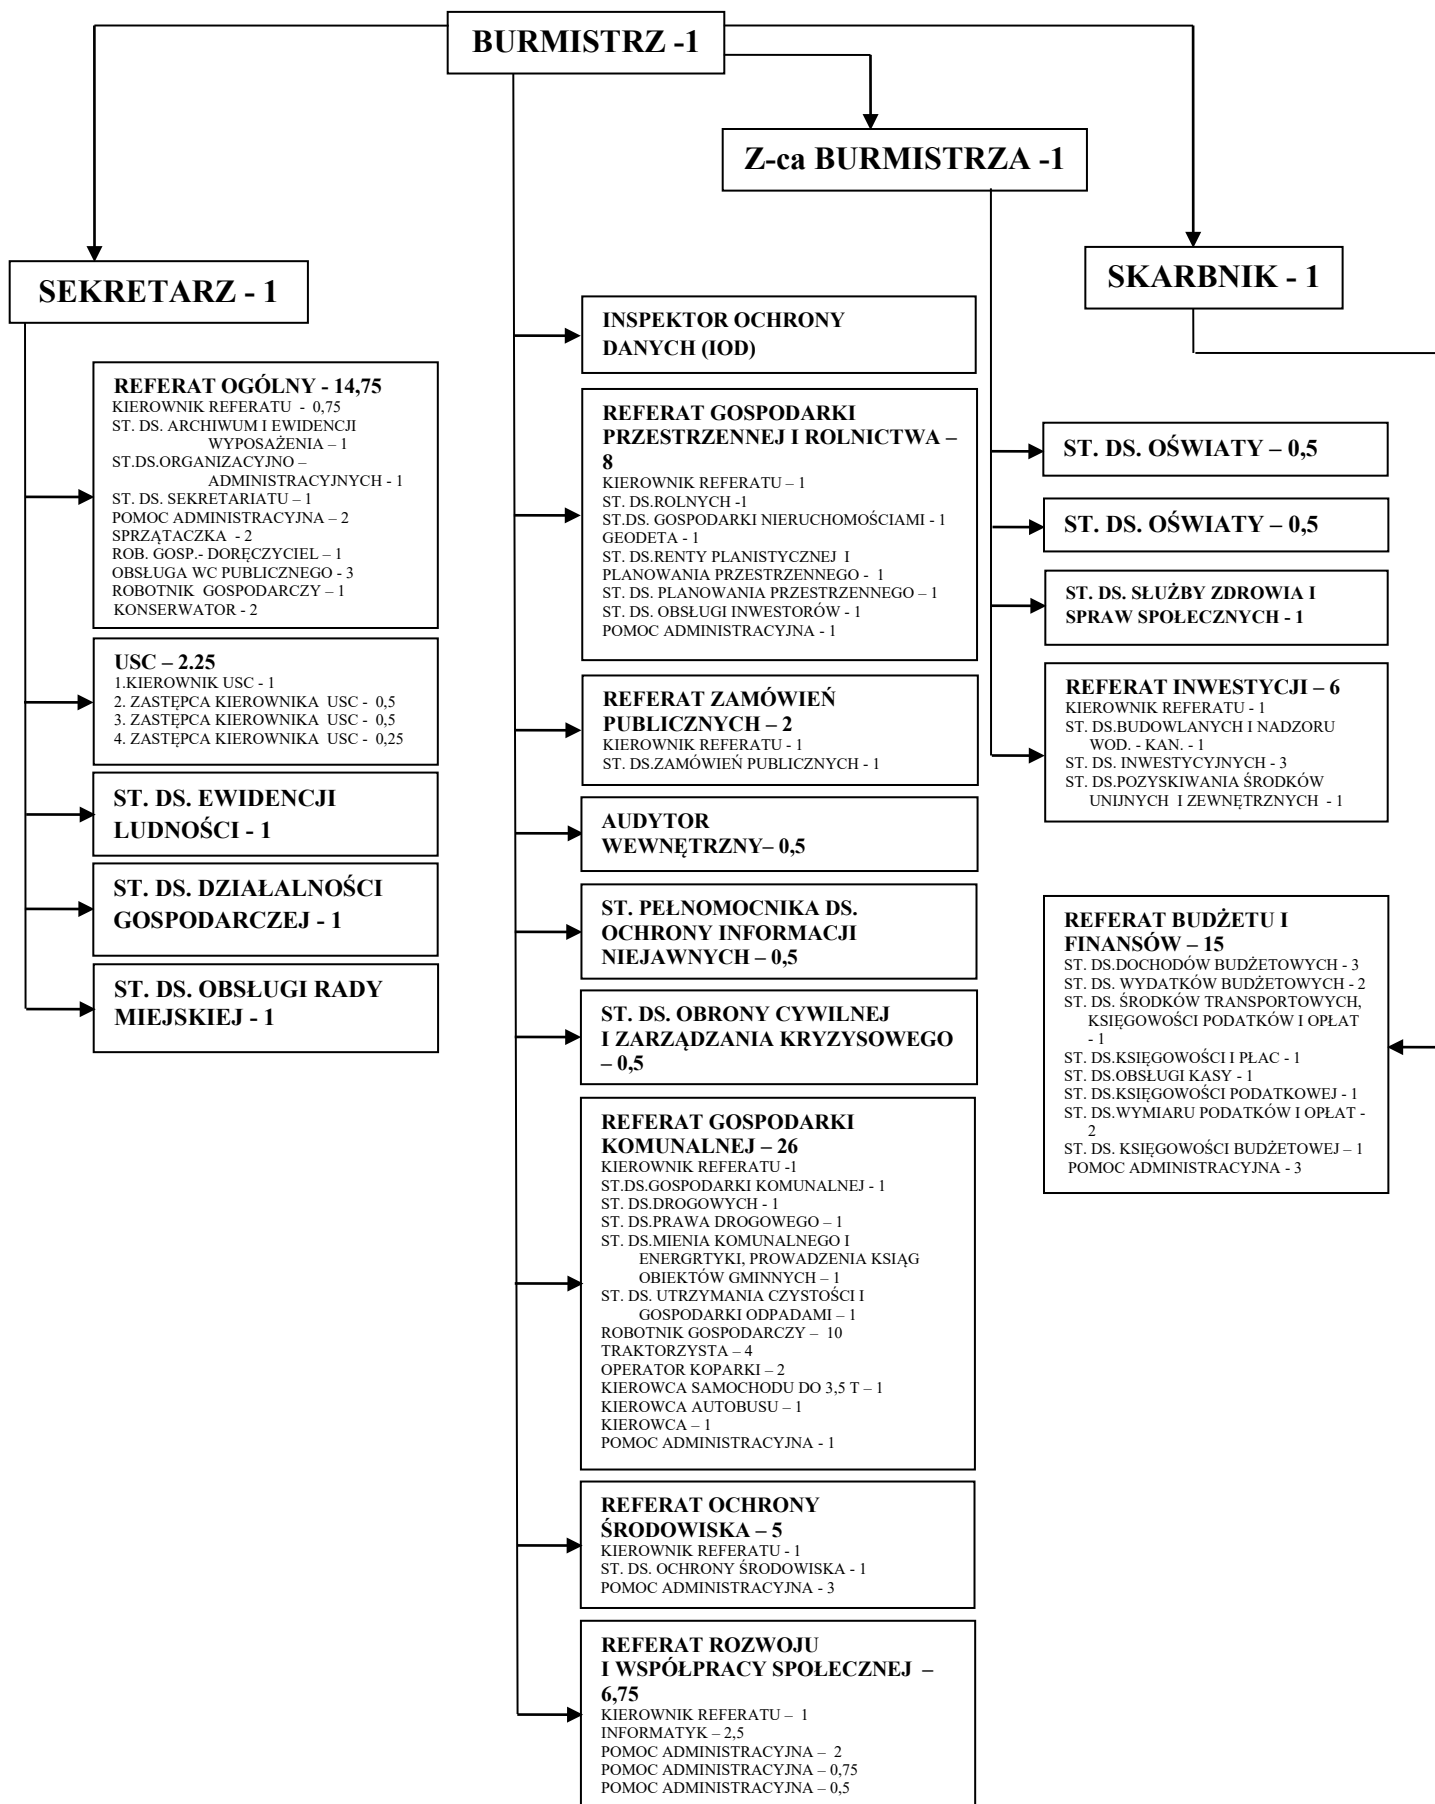 BURMISTRZ -1
Z-ca BURMISTRZA -1
SEKRETARZ - 1
SKARBNIK - 1
REFERAT OGÓLNY - 14,75
KIEROWNIK REFERATU - 0,75
ST. DS. ARCHIWUM I EWIDENCJI
WYPOSAŻENIA – 1
ST.DS.ORGANIZACYJNO –
ADMINISTRACYJNYCH - 1
ST. DS. SEKRETARIATU – 1
POMOC ADMINISTRACYJNA – 2
SPRZĄTACZKA - 2
ROB. GOSP.- DORĘCZYCIEL – 1
OBSŁUGA WC PUBLICZNEGO - 3
ROBOTNIK GOSPODARCZY – 1
KONSERWATOR - 2
USC – 2.25
1.KIEROWNIK USC - 1
2. ZASTĘPCA KIEROWNIKA USC - 0,5
3. ZASTĘPCA KIEROWNIKA USC - 0,5
4. ZASTĘPCA KIEROWNIKA USC - 0,25
ST. DS. EWIDENCJI
LUDNOŚCI - 1
ST. DS. DZIAŁALNOŚCI
GOSPODARCZEJ - 1
ST. DS. OBSŁUGI RADY
MIEJSKIEJ - 1
INSPEKTOR OCHRONY
DANYCH (IOD)
REFERAT GOSPODARKI
PRZESTRZENNEJ I ROLNICTWA –
8
KIEROWNIK REFERATU – 1
ST. DS.ROLNYCH -1
ST.DS. GOSPODARKI NIERUCHOMOŚCIAMI - 1
GEODETA - 1
ST. DS.RENTY PLANISTYCZNEJ I
PLANOWANIA PRZESTRZENNEGO - 1
ST. DS. PLANOWANIA PRZESTRZENNEGO – 1
ST. DS. OBSŁUGI INWESTORÓW - 1
POMOC ADMINISTRACYJNA - 1
REFERAT ZAMÓWIEŃ
PUBLICZNYCH – 2
KIEROWNIK REFERATU - 1
ST. DS.ZAMÓWIEŃ PUBLICZNYCH - 1
AUDYTOR
WEWNĘTRZNY– 0,5
ST. PEŁNOMOCNIKA DS.
OCHRONY INFORMACJI
NIEJAWNYCH – 0,5
ST. DS. OBRONY CYWILNEJ
I ZARZĄDZANIA KRYZYSOWEGO
– 0,5
REFERAT GOSPODARKI
KOMUNALNEJ – 26
KIEROWNIK REFERATU -1
ST.DS.GOSPODARKI KOMUNALNEJ - 1
ST. DS.DROGOWYCH - 1
ST. DS.PRAWA DROGOWEGO – 1
ST. DS.MIENIA KOMUNALNEGO I
ENERGRTYKI, PROWADZENIA KSIĄG
OBIEKTÓW GMINNYCH – 1
ST. DS. UTRZYMANIA CZYSTOŚCI I
GOSPODARKI ODPADAMI – 1
ROBOTNIK GOSPODARCZY – 10
TRAKTORZYSTA – 4
OPERATOR KOPARKI – 2
KIEROWCA SAMOCHODU DO 3,5 T – 1
KIEROWCA AUTOBUSU – 1
KIEROWCA – 1
POMOC ADMINISTRACYJNA - 1
REFERAT OCHRONY
ŚRODOWISKA – 5
KIEROWNIK REFERATU - 1
ST. DS. OCHRONY ŚRODOWISKA - 1
POMOC ADMINISTRACYJNA - 3
REFERAT ROZWOJU
I WSPÓŁPRACY SPOŁECZNEJ –
6,75
KIEROWNIK REFERATU – 1
INFORMATYK – 2,5
POMOC ADMINISTRACYJNA – 2
POMOC ADMINISTRACYJNA – 0,75
POMOC ADMINISTRACYJNA – 0,5
ST. DS. OŚWIATY – 0,5
ST. DS. OŚWIATY – 0,5
ST. DS. SŁUŻBY ZDROWIA I
SPRAW SPOŁECZNYCH - 1
REFERAT INWESTYCJI – 6
KIEROWNIK REFERATU - 1
ST. DS.BUDOWLANYCH I NADZORU
WOD. - KAN. - 1
ST. DS. INWESTYCYJNYCH - 3
ST. DS.POZYSKIWANIA ŚRODKÓW
UNIJNYCH I ZEWNĘTRZNYCH - 1
REFERAT BUDŻETU I
FINANSÓW – 15
ST. DS.DOCHODÓW BUDŻETOWYCH - 3
ST. DS. WYDATKÓW BUDŻETOWYCH - 2
ST. DS. ŚRODKÓW TRANSPORTOWYCH,
KSIĘGOWOŚCI PODATKÓW I OPŁAT
- 1
ST. DS.KSIĘGOWOŚCI I PŁAC - 1
ST. DS.OBSŁUGI KASY - 1
ST. DS.KSIĘGOWOŚCI PODATKOWEJ - 1
ST. DS.WYMIARU PODATKÓW I OPŁAT -
2
ST. DS. KSIĘGOWOŚCI BUDŻETOWEJ – 1
POMOC ADMINISTRACYJNA - 3